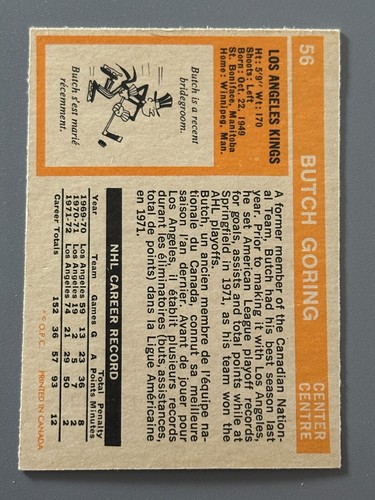 56
BUTCH GORING
CENTER
CENTRE
LOS ANGELES KINGS
Ht: 5'9" Wt: 170
Shoots: Left
Born: Oct. 22, 1949
St. Boniface, Manitoba
Home: Winnipeg, Man.
Butch is a recent
bridegroom.
Butch s'est marié
récemment.
A former member of the Canadian Nation-
al Team, Butch had his best season last
year. Prior to making it with Los Angeles,
he set American League playoff records
for goals, assists and total points while at
Springfield in 1971, as his team won the
AHL playoffs.
Butch, un ancien membre de l'équipe na-
tionale du Canada, connu sa meilleure
saison l'an dernier. Avant de jouer pour
Los Angeles, il établit plusieurs records
durant les éliminatoires (buts, assistances,
total de points) dans la Ligue Américaine
en 1971.
NHL CAREER RECORD
Total Penalty
Year Team Games G A Points Minutes
1969-70 Los Angeles 59 13 23 36 8
1970-71 Los Angeles 19 2 5 7 2
1971-72 Los Angeles 74 21 29 50 2
Career Totals 152 36 57 93 12
* O.P.C. PRINTED IN CANADA